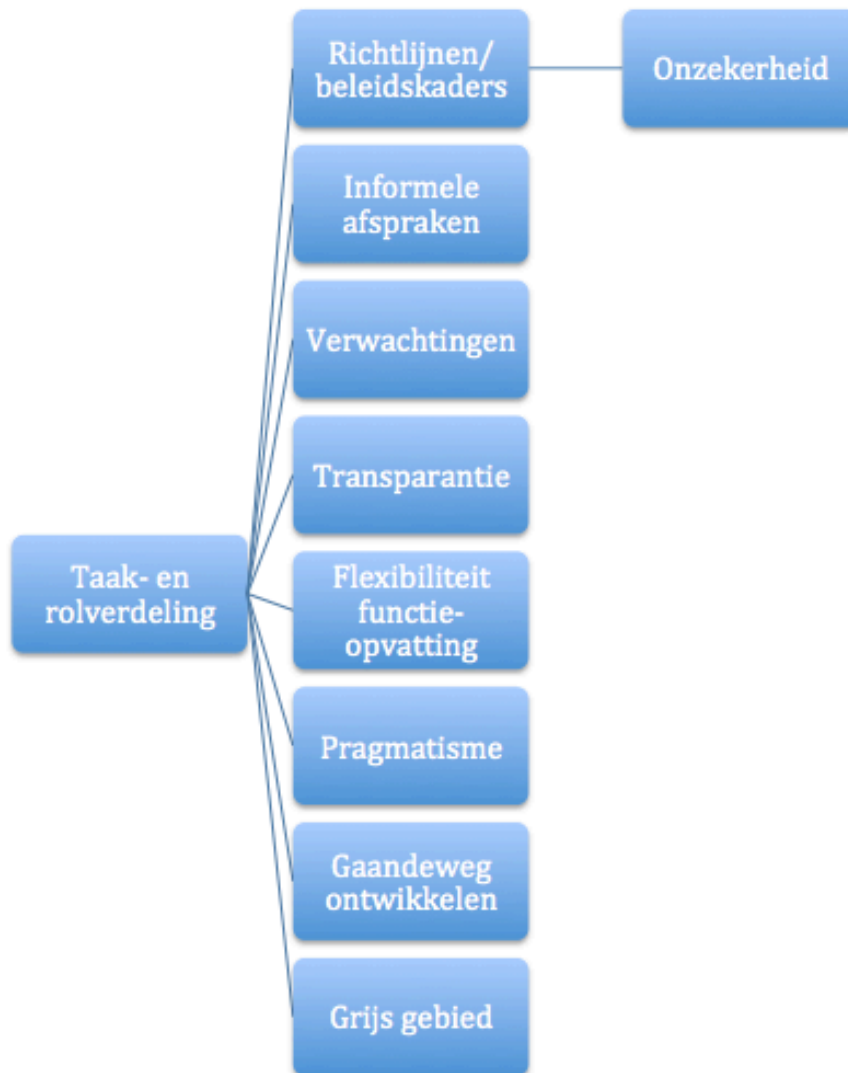 Richtlijnen/
beleidskaders
Onzekerheid
Informele
afspraken
Verwachtingen
Transparantie
Taak- en
rolverdeling
Flexibiliteit
functie-
opvatting
Pragmatisme
Gaandeweg
ontwikkelen
Grijs gebied